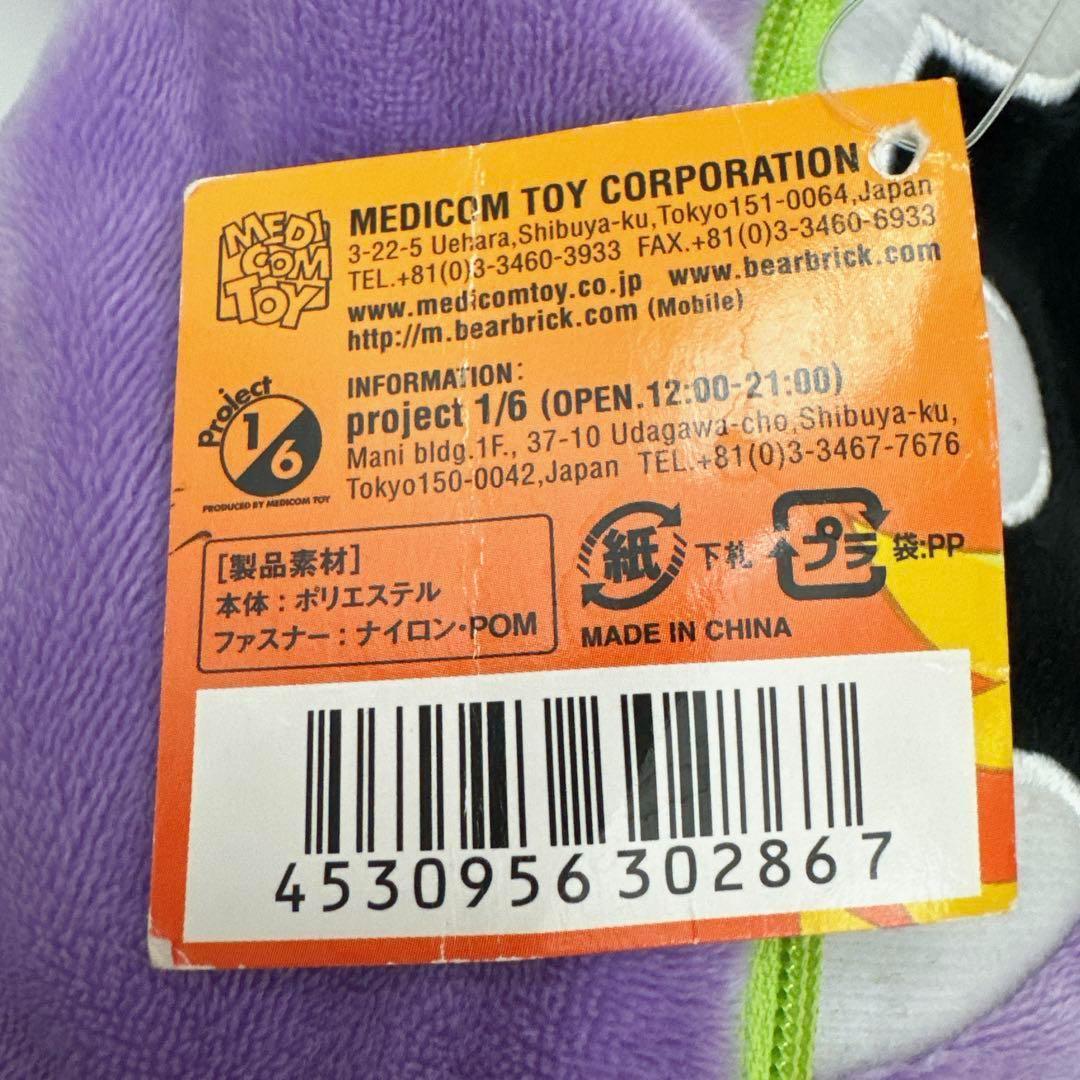 MEDI
COM
TOY
MEDICOM TOY CORPORATION
3-22-5 Uehara,Shibuya-ku,Tokyo151-0064,Japan
TEL.+81(0)3-3460-3933 FAX.+81(0)3-3460-6933
www.medicomtoy.co.jp www.bearbrick.com
http://m.bearbrick.com (Mobile)
Project
1/6
PRODUCED BY MEDICOM TOY
INFORMATION:
project 1/6 (OPEN.12:00-21:00)
Mani bldg.1F., 37-10 Udagawa-cho,Shibuya-ku,
Tokyo150-0042,Japan TEL.+81(0)3-3467-7676
[製品素材]
本体:ポリエステル
ファスナー:ナイロン・POM
紙 下札 プラ 袋:PP
MADE IN CHINA
4530956302867